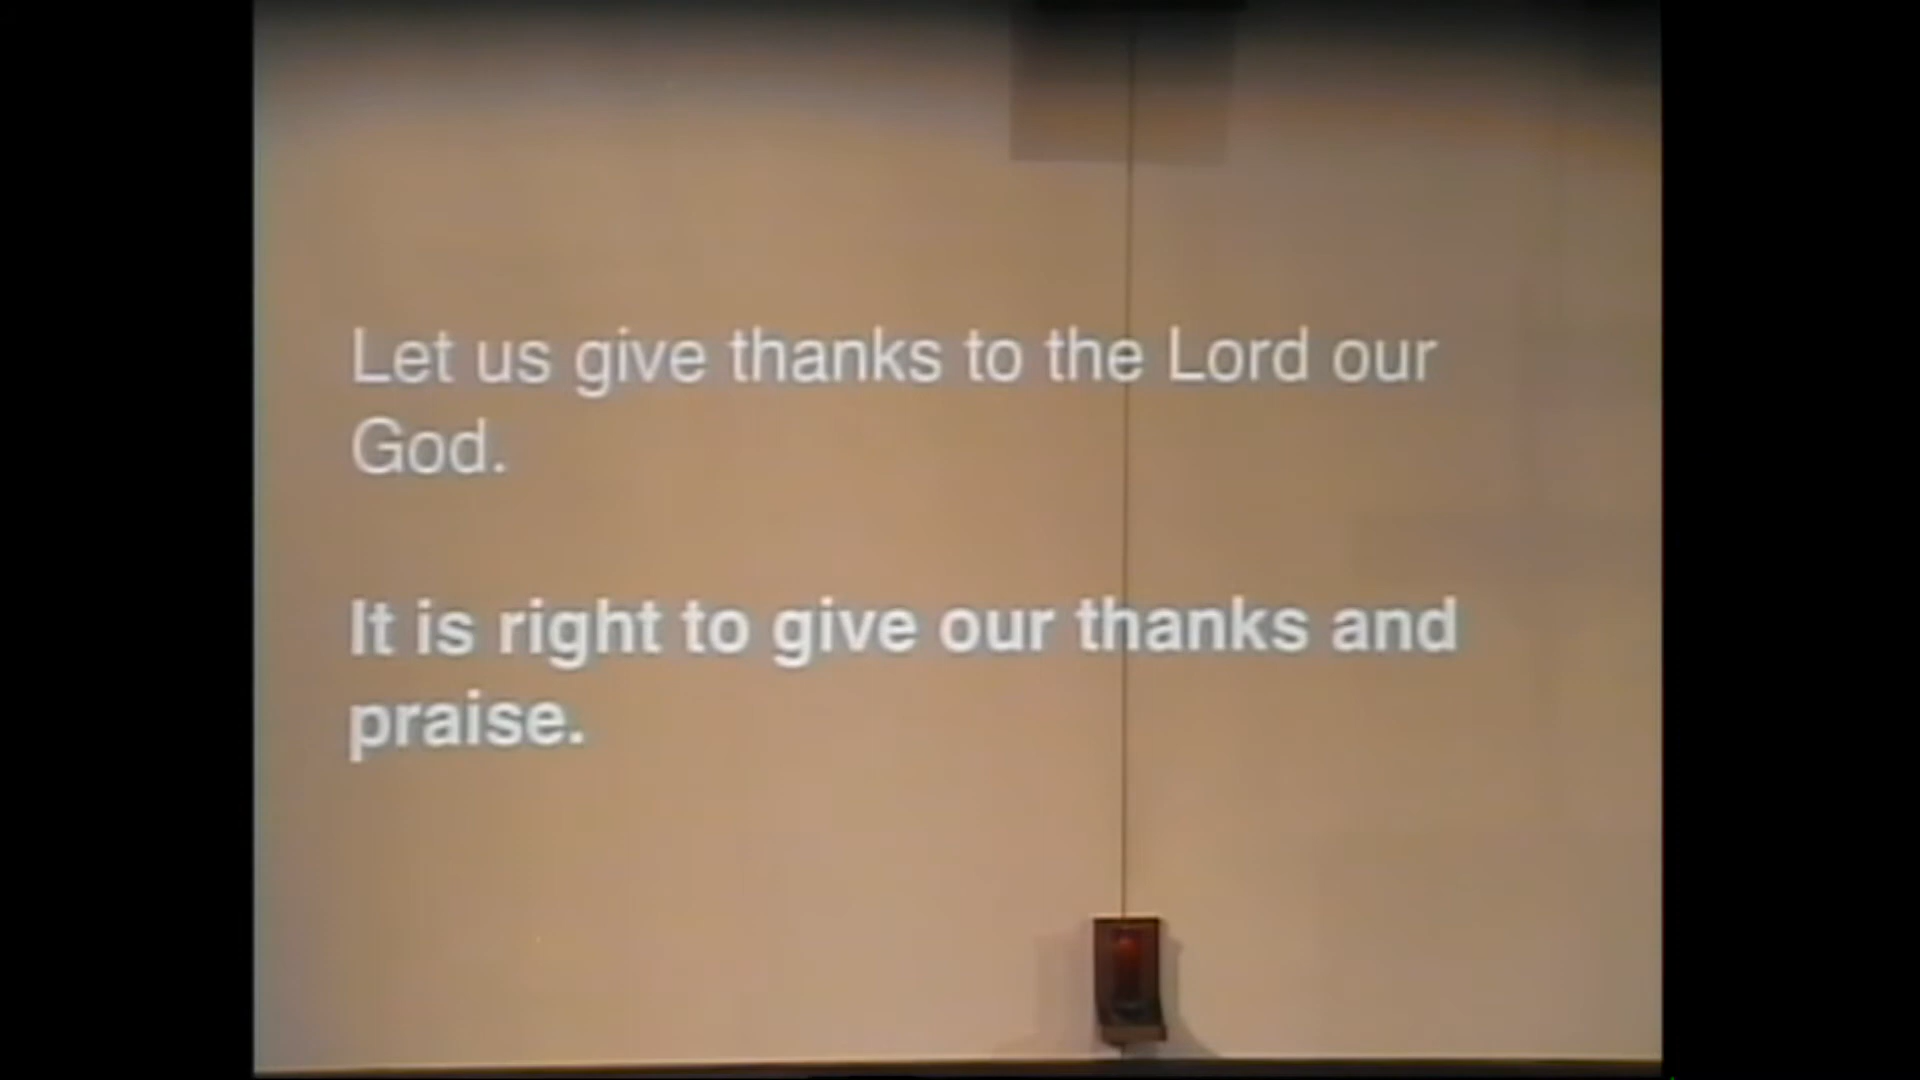 Let us give thanks to the Lord our
God.
It is right to give our thanks and
praise.